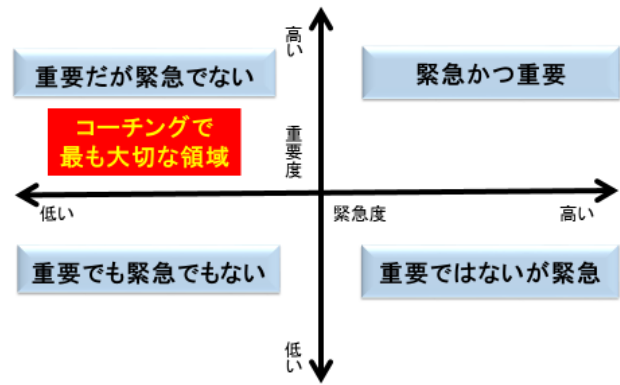 高い
重要だが緊急でない
緊急かつ重要
コーチングで
最も大切な領域
重要度
低い
緊急度
高い
重要でも緊急でもない
重要ではないが緊急
低い